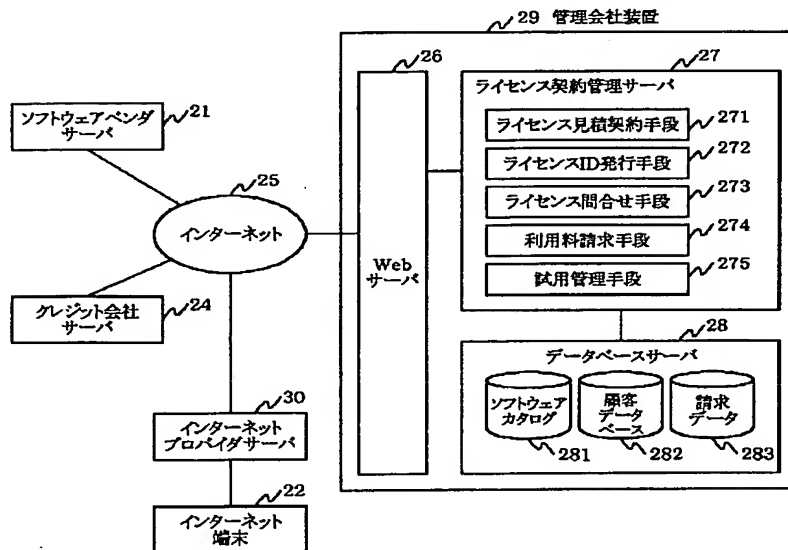 29 管理会社装置
26
27
ライセンス契約管理サーバ
ライセンス見積契約手段
271
ライセンスID発行手段
272
ライセンス問合せ手段
273
利用料請求手段
274
試用管理手段
275
ソフトウェアベンダ
サーバ
21
25
インターネット
Web
サーバ
クレジット会社
サーバ
24
28
データベースサーバ
ソフトウェア
カタログ
281
顧客
データ
ベース
282
請求
データ
283
30
インターネット
プロバイダサーバ
22
インターネット
端末